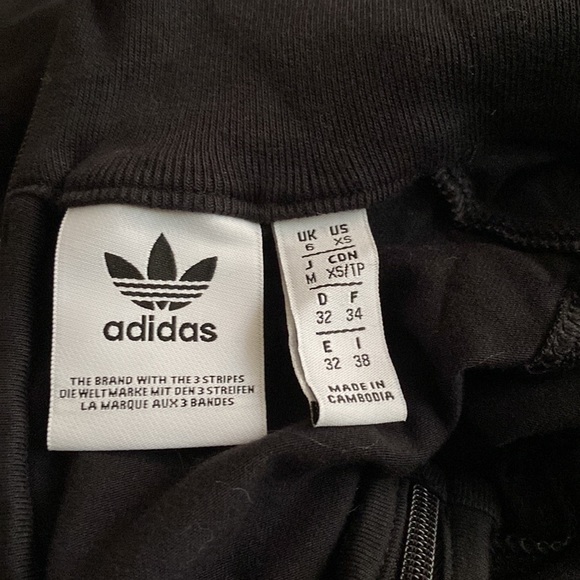 adidas
THE BRAND WITH THE 3 STRIPES
DIE WELTMARKE MIT DEN 3 STREIFEN
LA MARQUE AUX 3 BANDES
UK US
6 XS
J CDN
M XS/TP
D F
32 34
E I
32 38
MADE IN
CAMBODIA